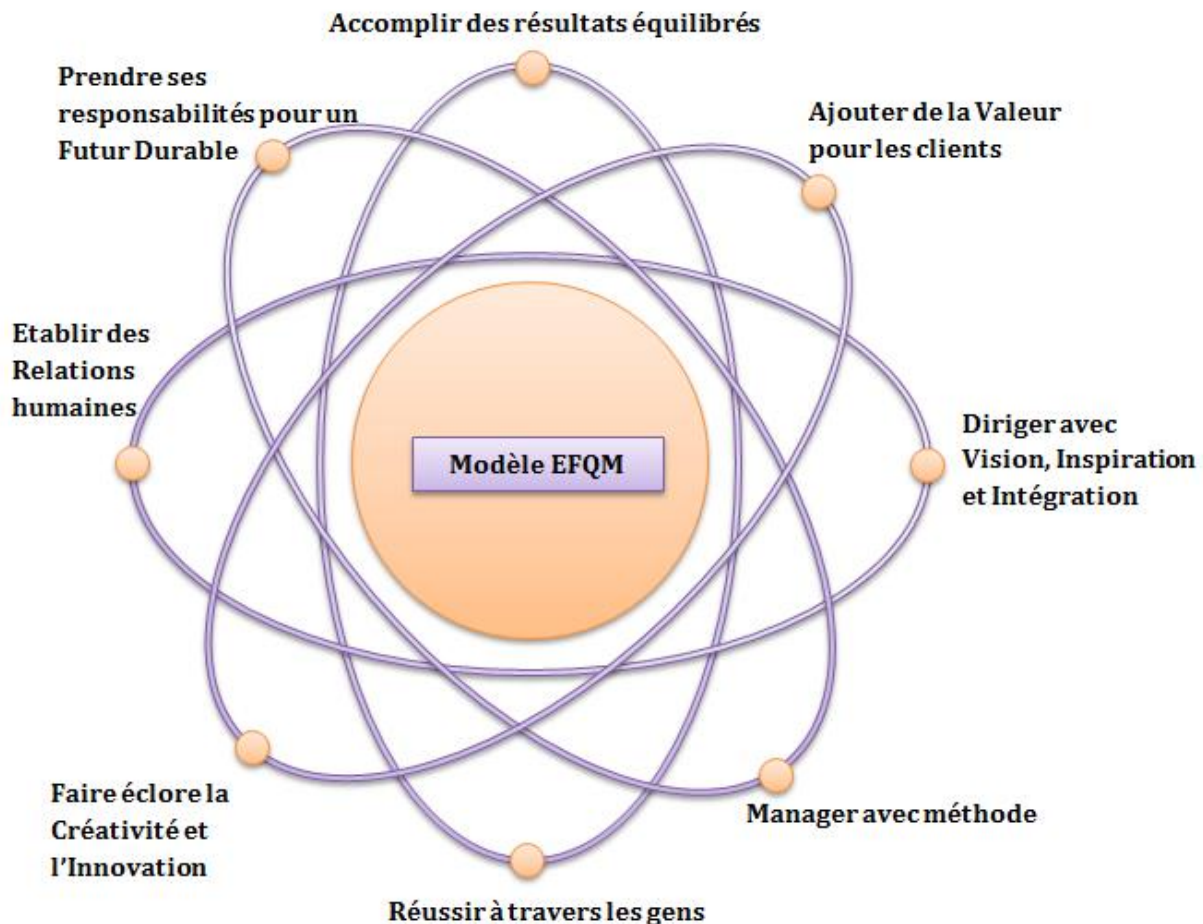 Accomplir des résultats équilibrés
Prendre ses
responsabilités pour un
Futur Durable
Ajouter de la Valeur
pour les clients
Etablir des
Relations
humaines
Modèle EFQM
Diriger avec
Vision, Inspiration
et Intégration
Faire éclore la
Créativité et
l'Innovation
Manager avec méthode
Réussir à travers les gens